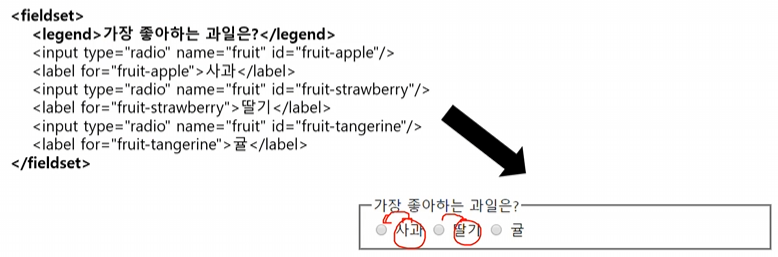 <fieldset>
<legend>가장 좋아하는 과일은?</legend>
<input type="radio" name="fruit" id="fruit-apple"/>
<label for="fruit-apple">사과</label>
<input type="radio" name="fruit" id="fruit-strawberry"/>
<label for="fruit-strawberry">딸기</label>
<input type="radio" name="fruit" id="fruit-tangerine"/>
<label for="fruit-tangerine">귤</label>
</fieldset>
가장 좋아하는 과일은?
사과 딸기 귤